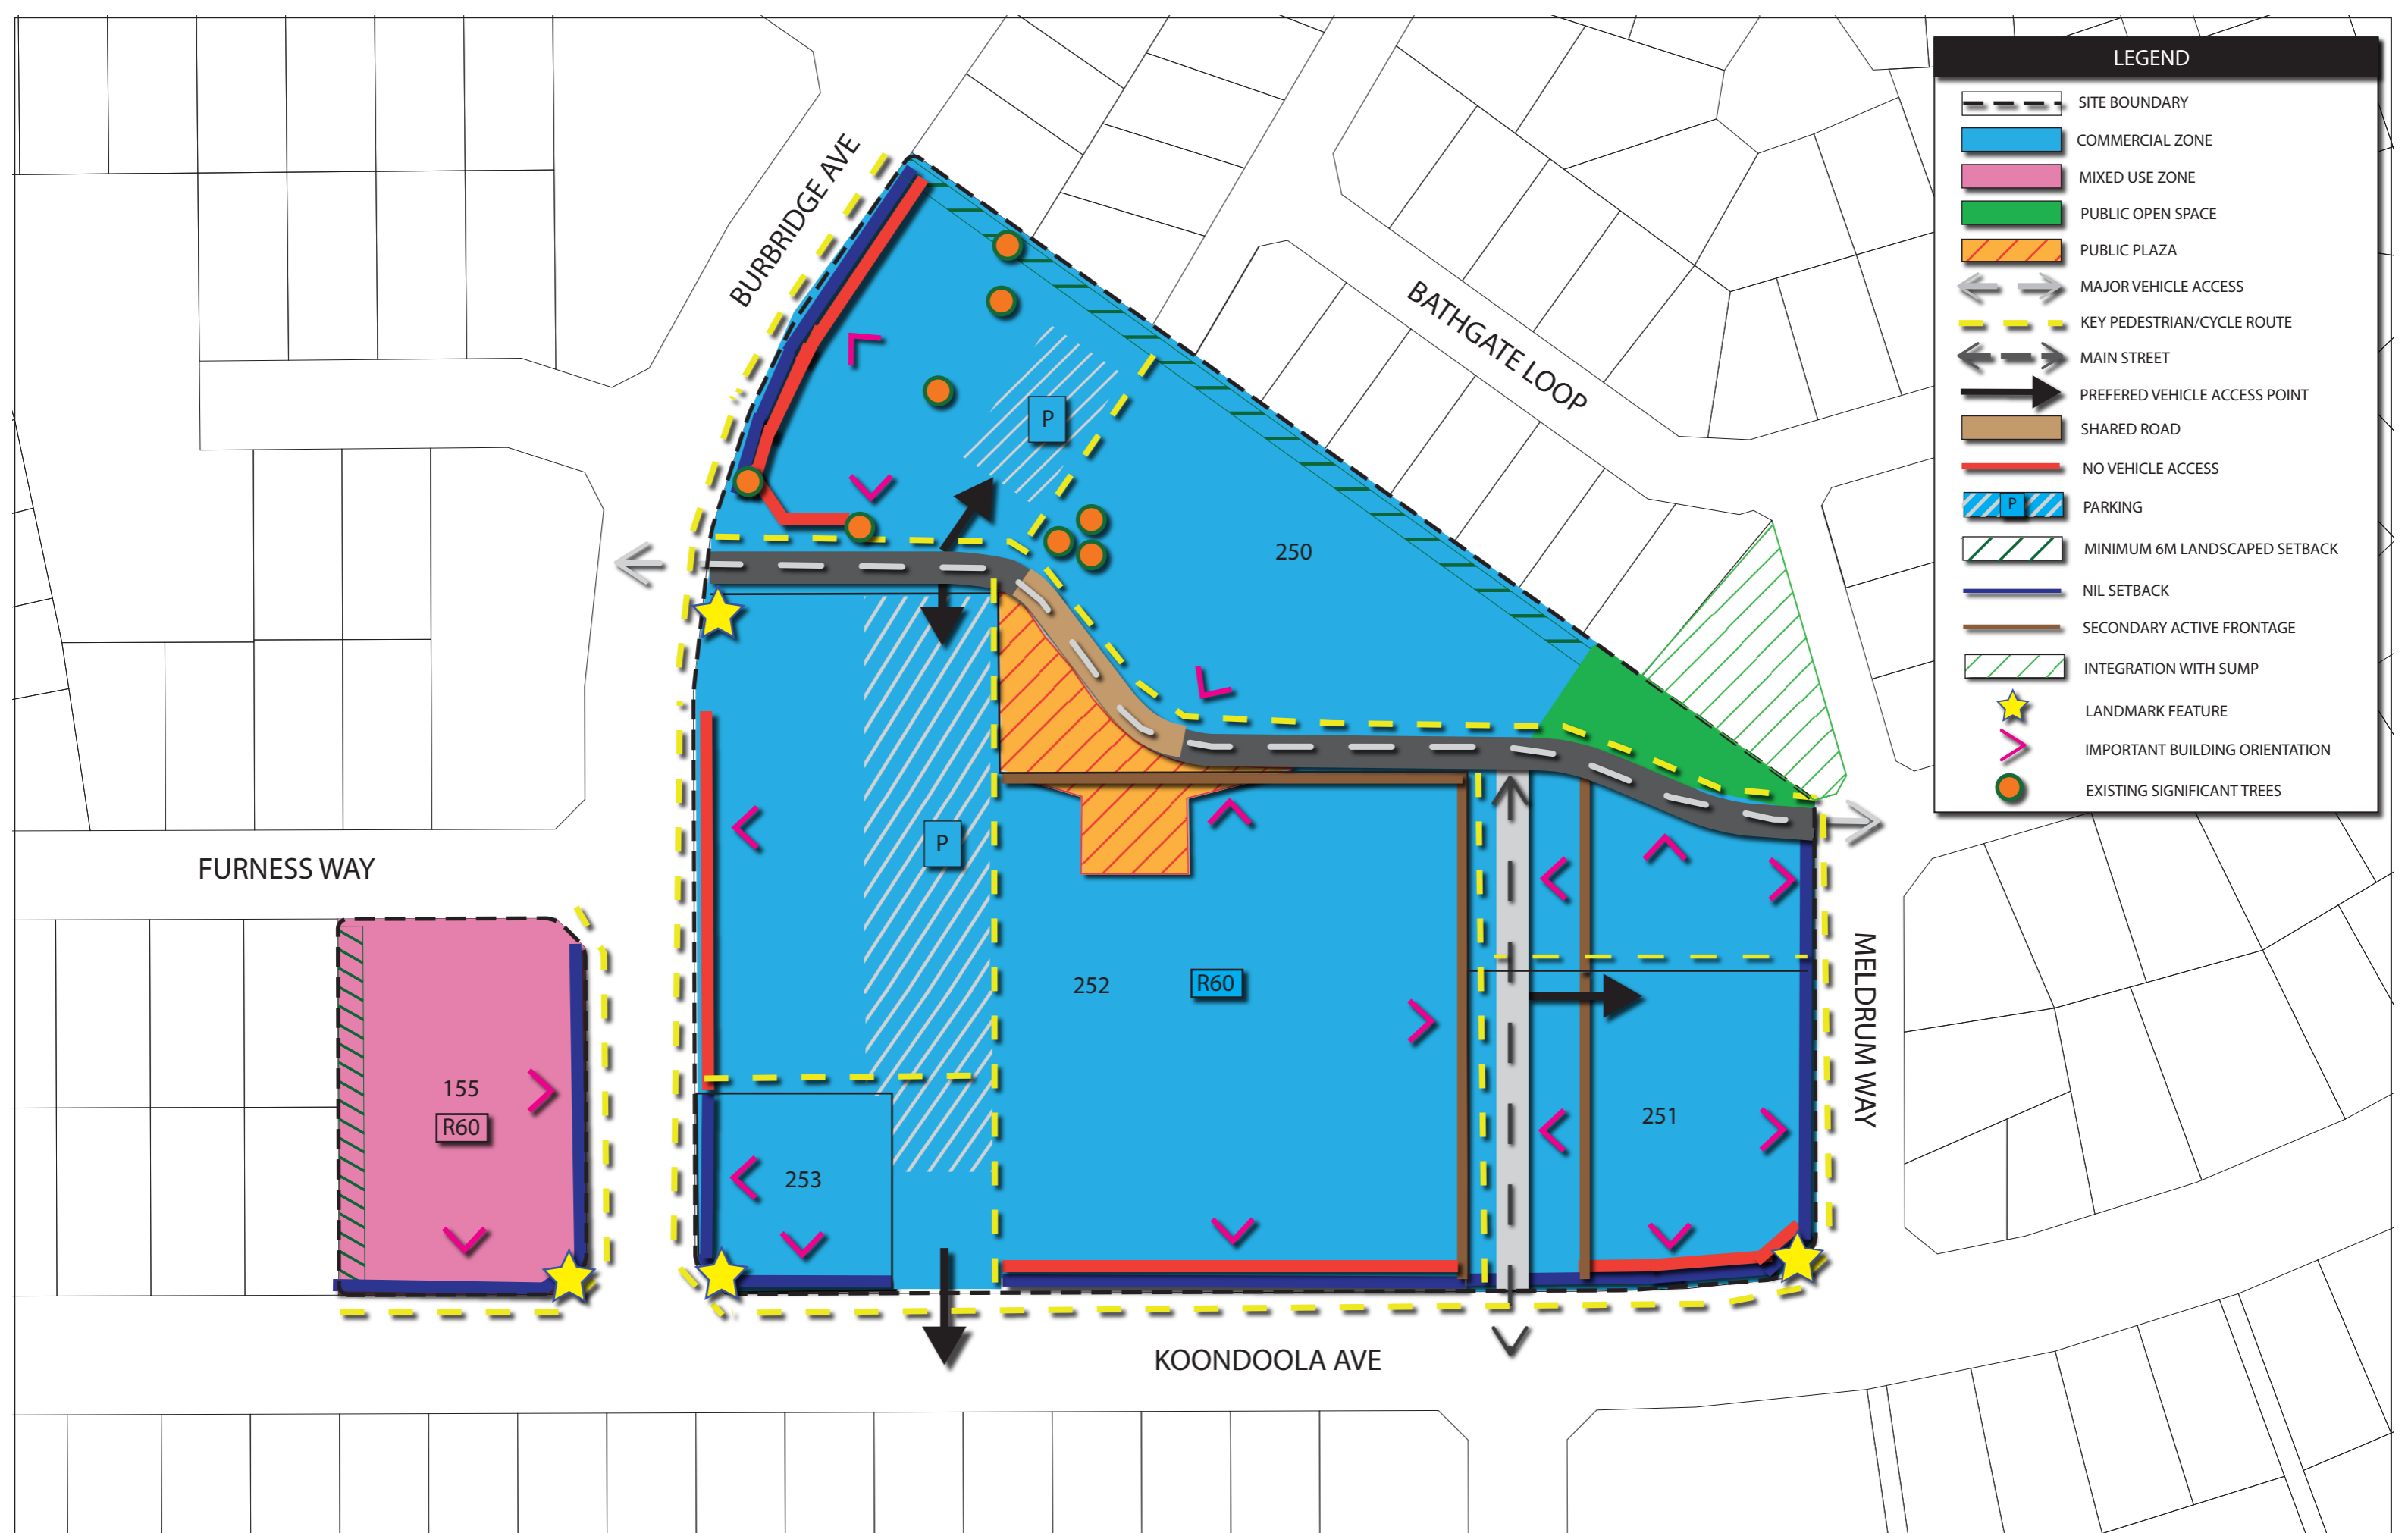 LEGEND
SITE BOUNDARY
COMMERCIAL ZONE
MIXED USE ZONE
PUBLIC OPEN SPACE
PUBLIC PLAZA
MAJOR VEHICLE ACCESS
KEY PEDESTRIAN/CYCLE ROUTE
MAIN STREET
PREFERED VEHICLE ACCESS POINT
SHARED ROAD
NO VEHICLE ACCESS
P
PARKING
MINIMUM 6M LANDSCAPED SETBACK
NIL SETBACK
SECONDARY ACTIVE FRONTAGE
INTEGRATION WITH SUMP
LANDMARK FEATURE
IMPORTANT BUILDING ORIENTATION
EXISTING SIGNIFICANT TREES
BURBRIDGE AVE
BATHGATE LOOP
P
250
P
FURNESS WAY
252
R60
MELDRUM WAY
155
R60
251
253
KOONDOOLA AVE